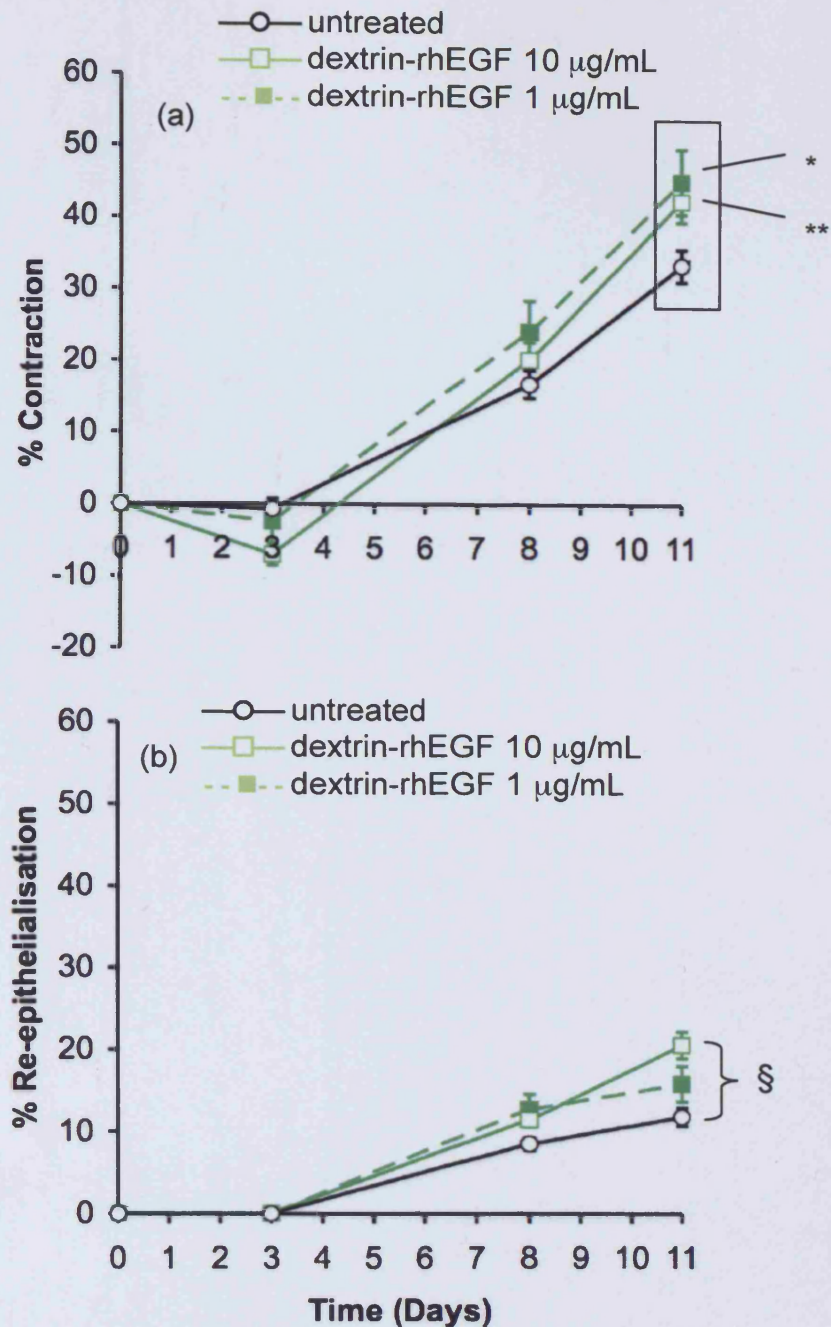 untreated
dextrin-rhEGF 10 μg/mL
dextrin-rhEGF 1 μg/mL
(a)
60
50
40
30
20
10
0
-10
-20
% Contraction
0 1 2 3 4 5 6 7 8 9 10 11
*
**
untreated
dextrin-rhEGF 10 μg/mL
dextrin-rhEGF 1 μg/mL
(b)
60
50
40
30
20
10
0
% Re-epithelialisation
§
0 1 2 3 4 5 6 7 8 9 10 11
Time (Days)